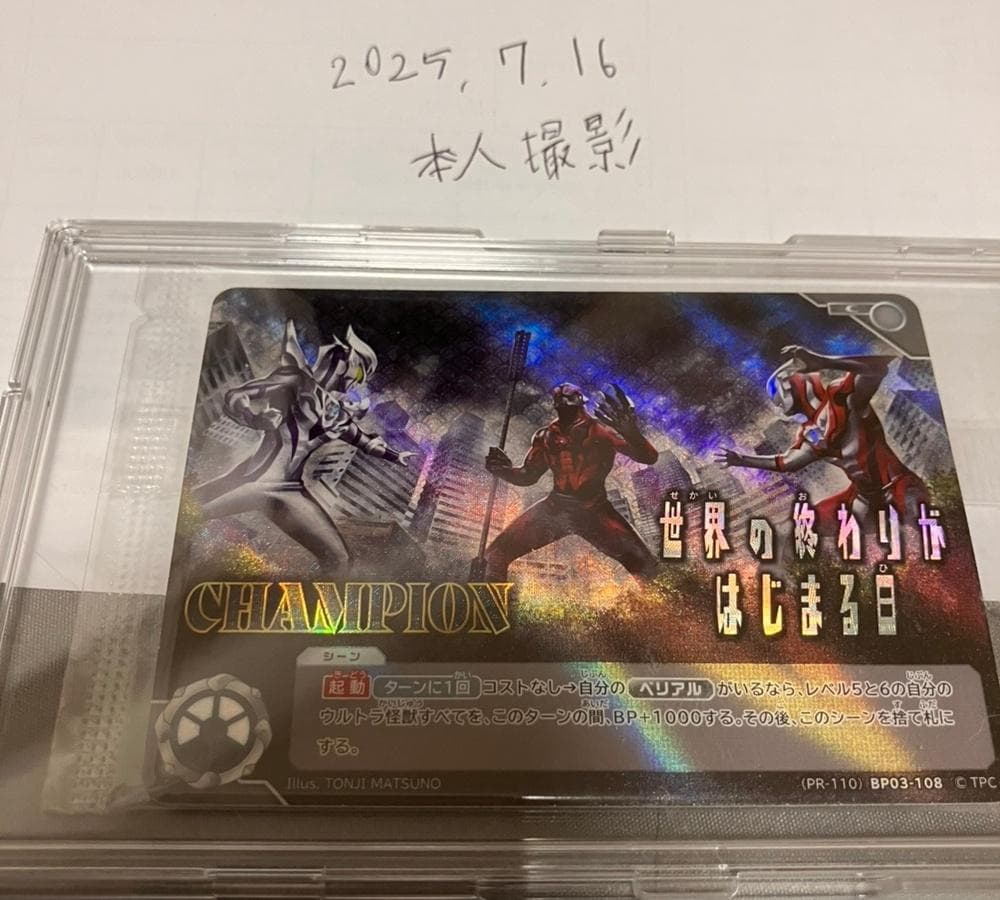 2025.7.16
本人撮影
世界の終わりが
はじまる日
CHAMPION
シーン
起動 ターンに1回 コストなし→自分の ベリアル がいるなら、レベル5と6の自分の
ウルトラ怪獣すべてを、このターンの間、BP+1000する。その後、このシーンを捨て札に
する。
Illus. TONJI MATSUNO
(PR-110) BP03-108 © TPC